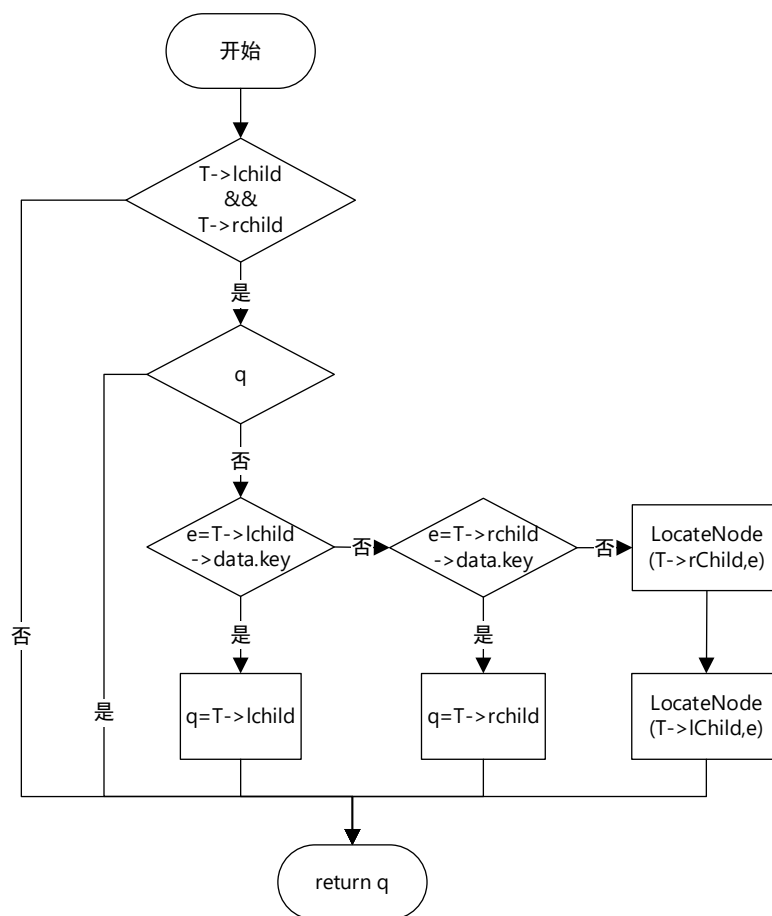 开始
T->lchild
&&
T->rchild
是
q
否
e=T->lchild
->data.key
否
e=T->rchild
->data.key
否
LocateNode
(T->rChild,e)
是
是
否
q=T->lchild
q=T->rchild
LocateNode
(T->lChild,e)
是
return q